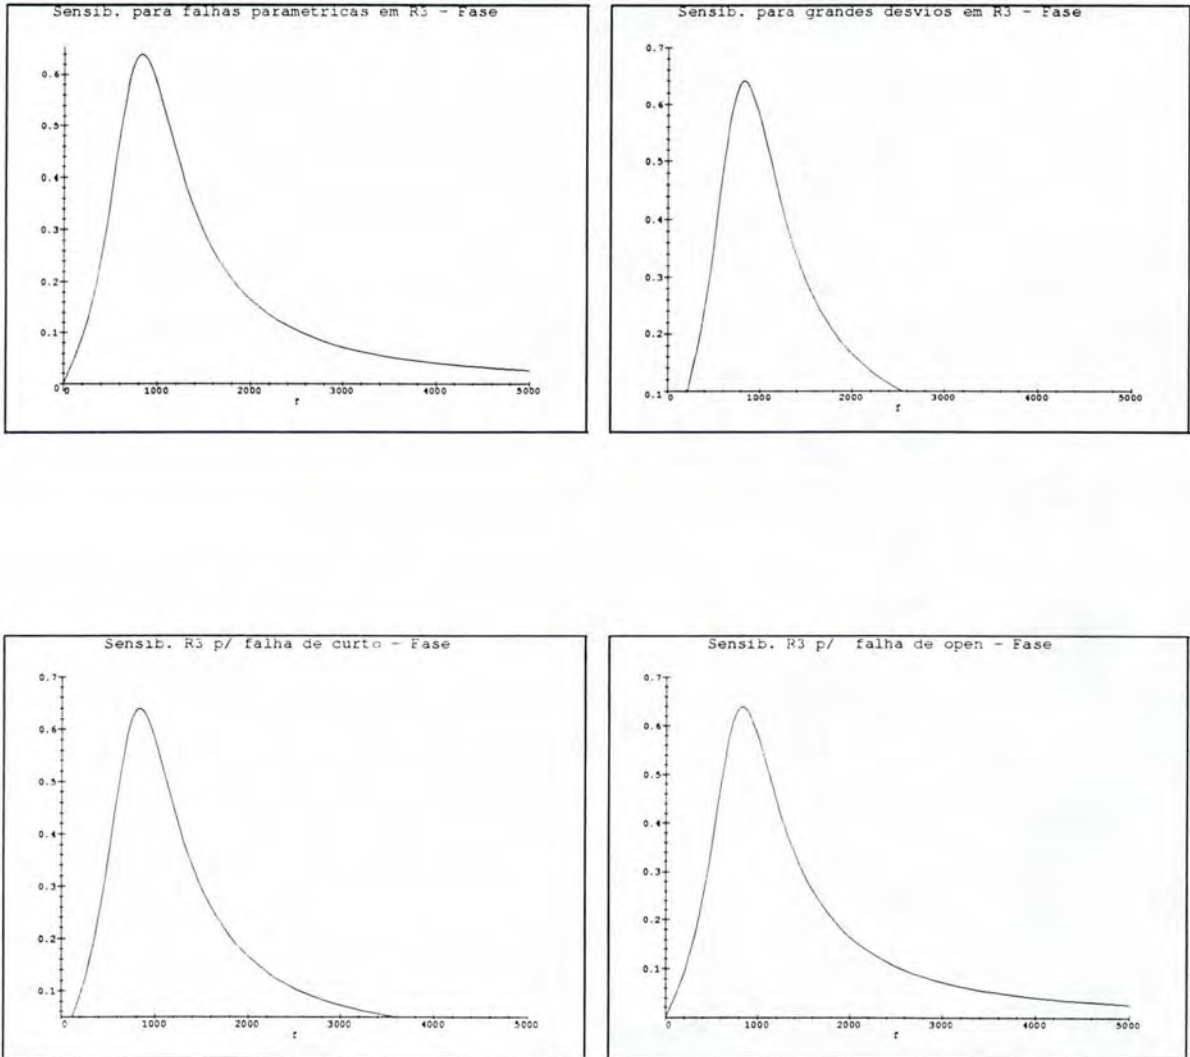 Sensib. para falhas parametricas em R3 - Fase
0.6
0.5
0.4
0.3
0.2
0.1
0 1000 2000 3000 4000 5000
f
Sensib. para grandes desvios em R3 - Fase
0.7
0.6
0.5
0.4
0.3
0.2
0.1 0 1000 2000 3000 4000 5000
f
Sensib. R3 p/ falha de curto - Fase
0.7
0.6
0.5
0.4
0.3
0.2
0.1
0 1000 2000 3000 4000 5000
f
Sensib. R3 p/ falha de open - Fase
0.7
0.6
0.5
0.4
0.3
0.2
0.1
0 1000 2000 3000 4000 5000
f